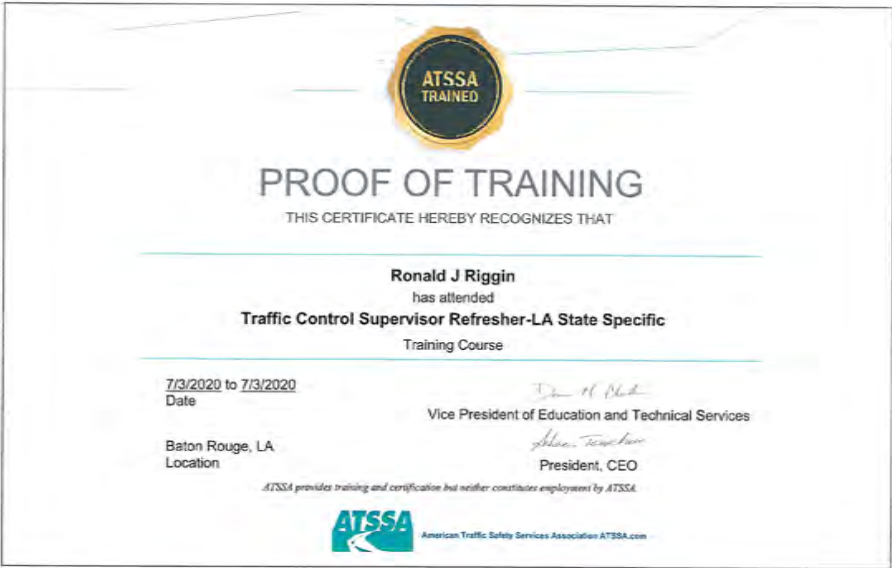 ATSSA
TRAINED
PROOF OF TRAINING
THIS CERTIFICATE HEREBY RECOGNIZES THAT
Ronald J Riggin
has attended
Traffic Control Supervisor Refresher-LA State Specific
Training Course
7/3/2020 to 7/3/2020
Date
Vice President of Education and Technical Services
Baton Rouge, LA
Location
President, CEO
ATSSA provides training and certification but neither constitutes employment by ATSSA.
ATSSA
American Traffic Safety Services Association ATSSA.com